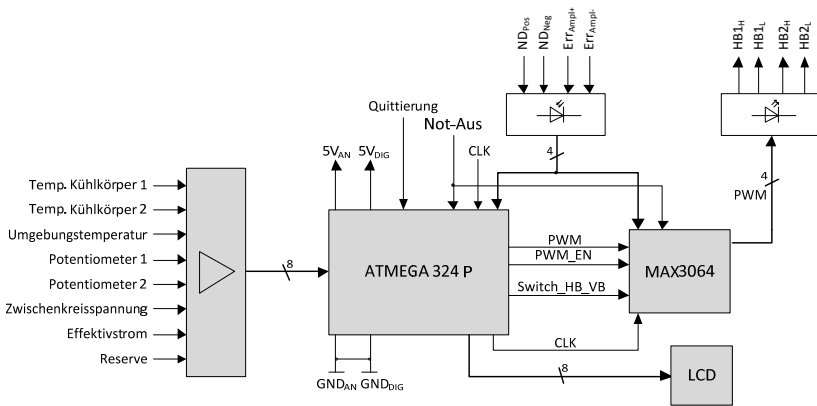 ND_Pos
ND_Neg
Err_Ampl+
Err_Ampl-
HB1_H
HB1_L
HB2_H
HB2_L
Quittierung
Not-Aus
5V_AN
5V_DIG
CLK
4
4
PWM
Temp. Kühlkörper 1
Temp. Kühlkörper 2
Umgebungstemperatur
Potentiometer 1
Potentiometer 2
Zwischenkreisspannung
Effektivstrom
Reserve
8
ATMEGA 324 P
PWM
PWM_EN
Switch_HB_VB
MAX3064
CLK
GND_AN
GND_DIG
8
LCD